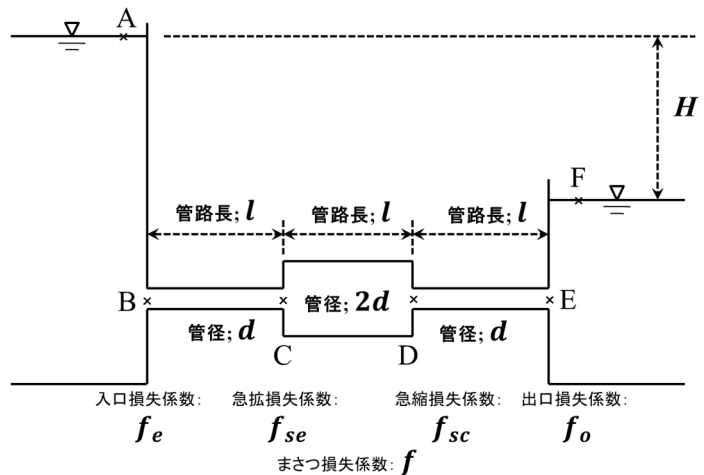 A
H
F
管路長; l 管路長; l 管路長; l
B 管径; 2d E
管径; d 管径; d
C D
入口損失係数: 急拡損失係数: 急縮損失係数: 出口損失係数:
fe fse fsc fo
まさつ損失係数: f